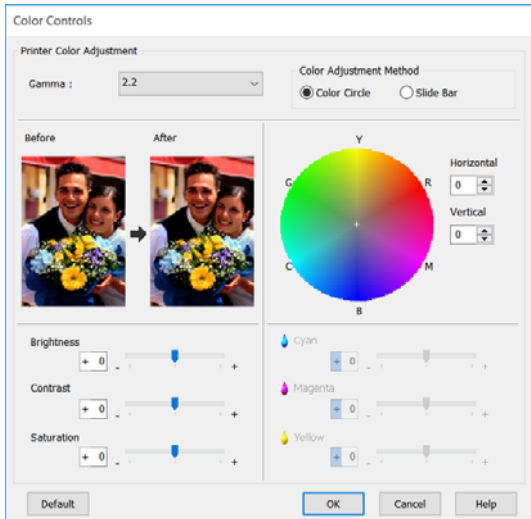 Color Controls
Printer Color Adjustment
Gamma :
2.2
Color Adjustment Method
Color Circle
Slide Bar
Before
After
Y
G
R
C
M
B
Horizontal
0
Vertical
0
Brightness
+ 0
- +
Contrast
+ 0
- +
Saturation
+ 0
- +
Cyan
+ 0
- +
Magenta
+ 0
- +
Yellow
+ 0
- +
Default
OK
Cancel
Help